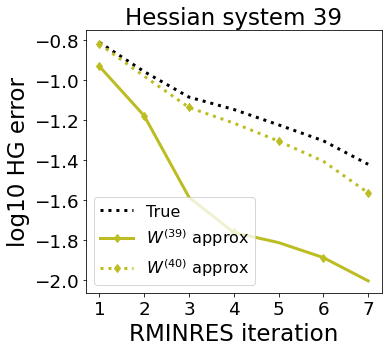 Hessian system 39
log10 HG error
−0.8
−1.0
−1.2
−1.4
−1.6
−1.8
−2.0
True
W^(39) approx
W^(40) approx
1 2 3 4 5 6 7
RMINRES iteration